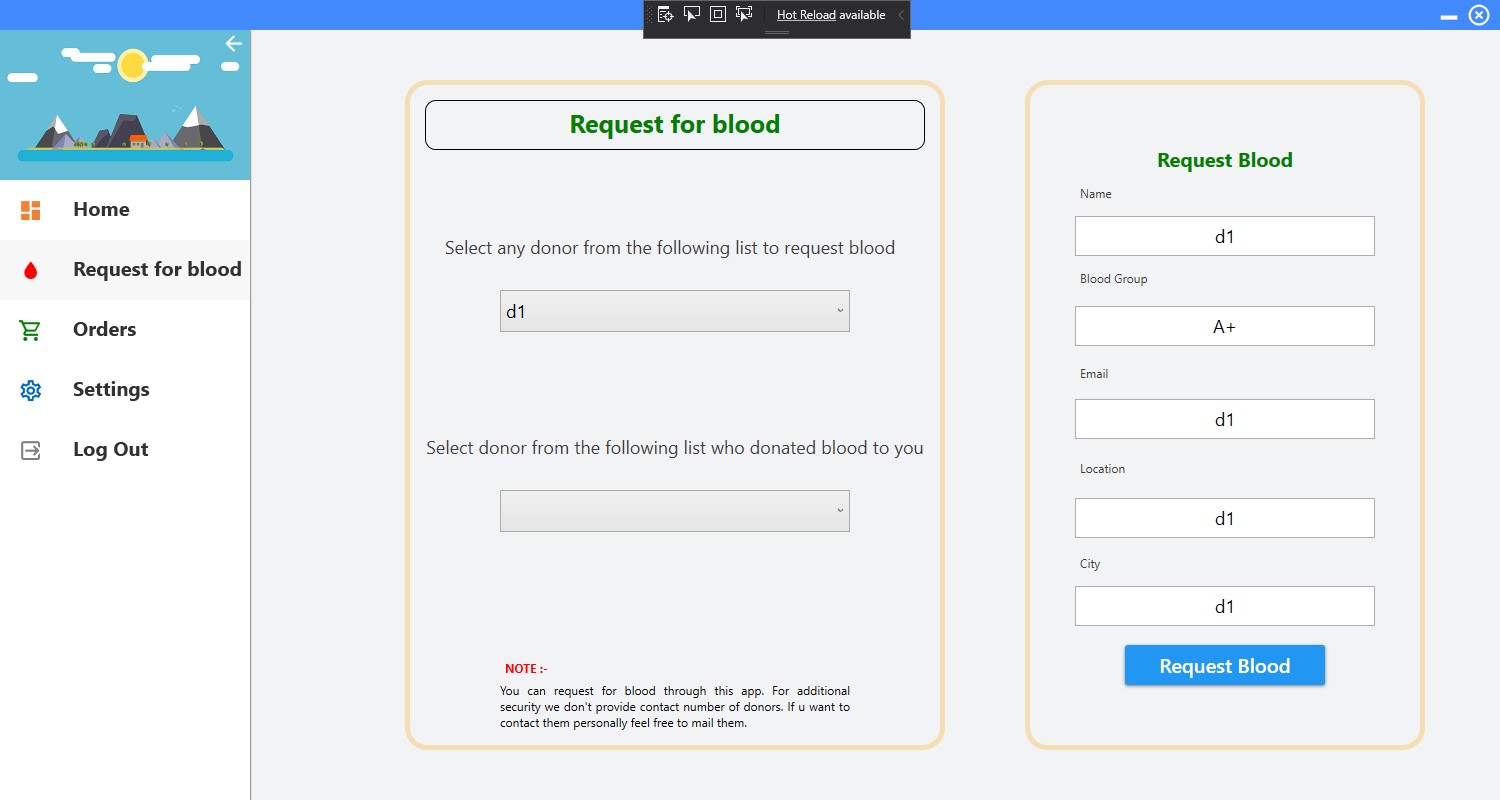 Hot Reload available
Home
Request for blood
Orders
Settings
Log Out
Request for blood
Select any donor from the following list to request blood
d1
Select donor from the following list who donated blood to you
NOTE :-
You can request for blood through this app. For additional
security we don't provide contact number of donors. If u want to
contact them personally feel free to mail them.
Request Blood
Name
d1
Blood Group
A+
Email
d1
Location
d1
City
d1
Request Blood